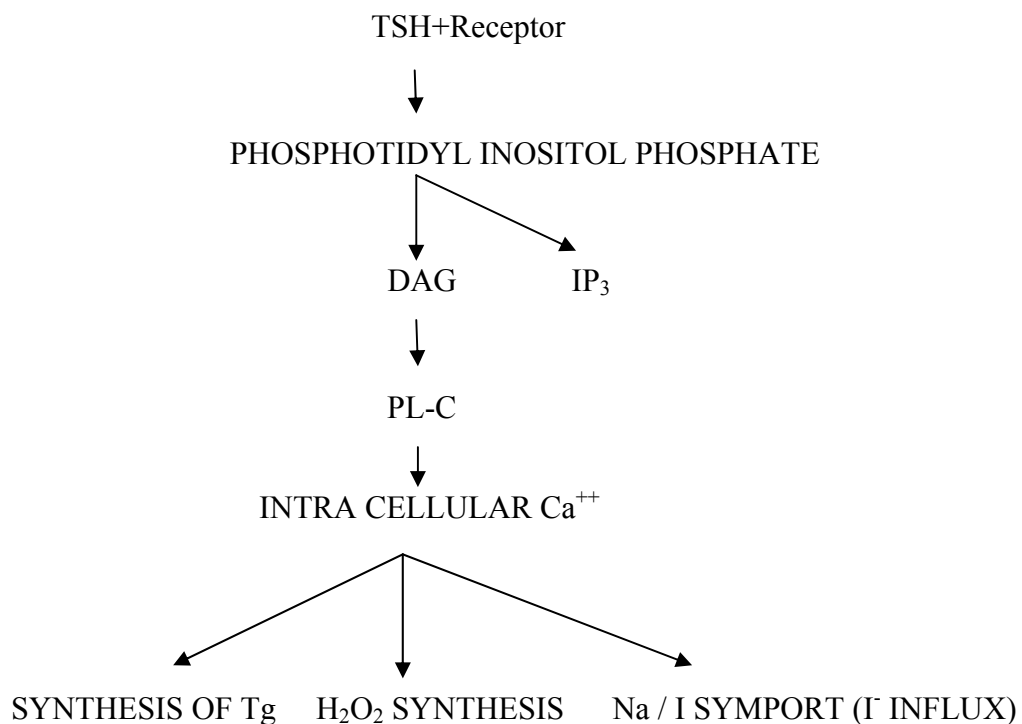 TSH+Receptor
PHOSPHOTIDYL INOSITOL PHOSPHATE
DAG IP₃
PL-C
INTRA CELLULAR Ca⁺⁺
SYNTHESIS OF Tg H₂O₂ SYNTHESIS Na / I SYMPORT (I⁻ INFLUX)